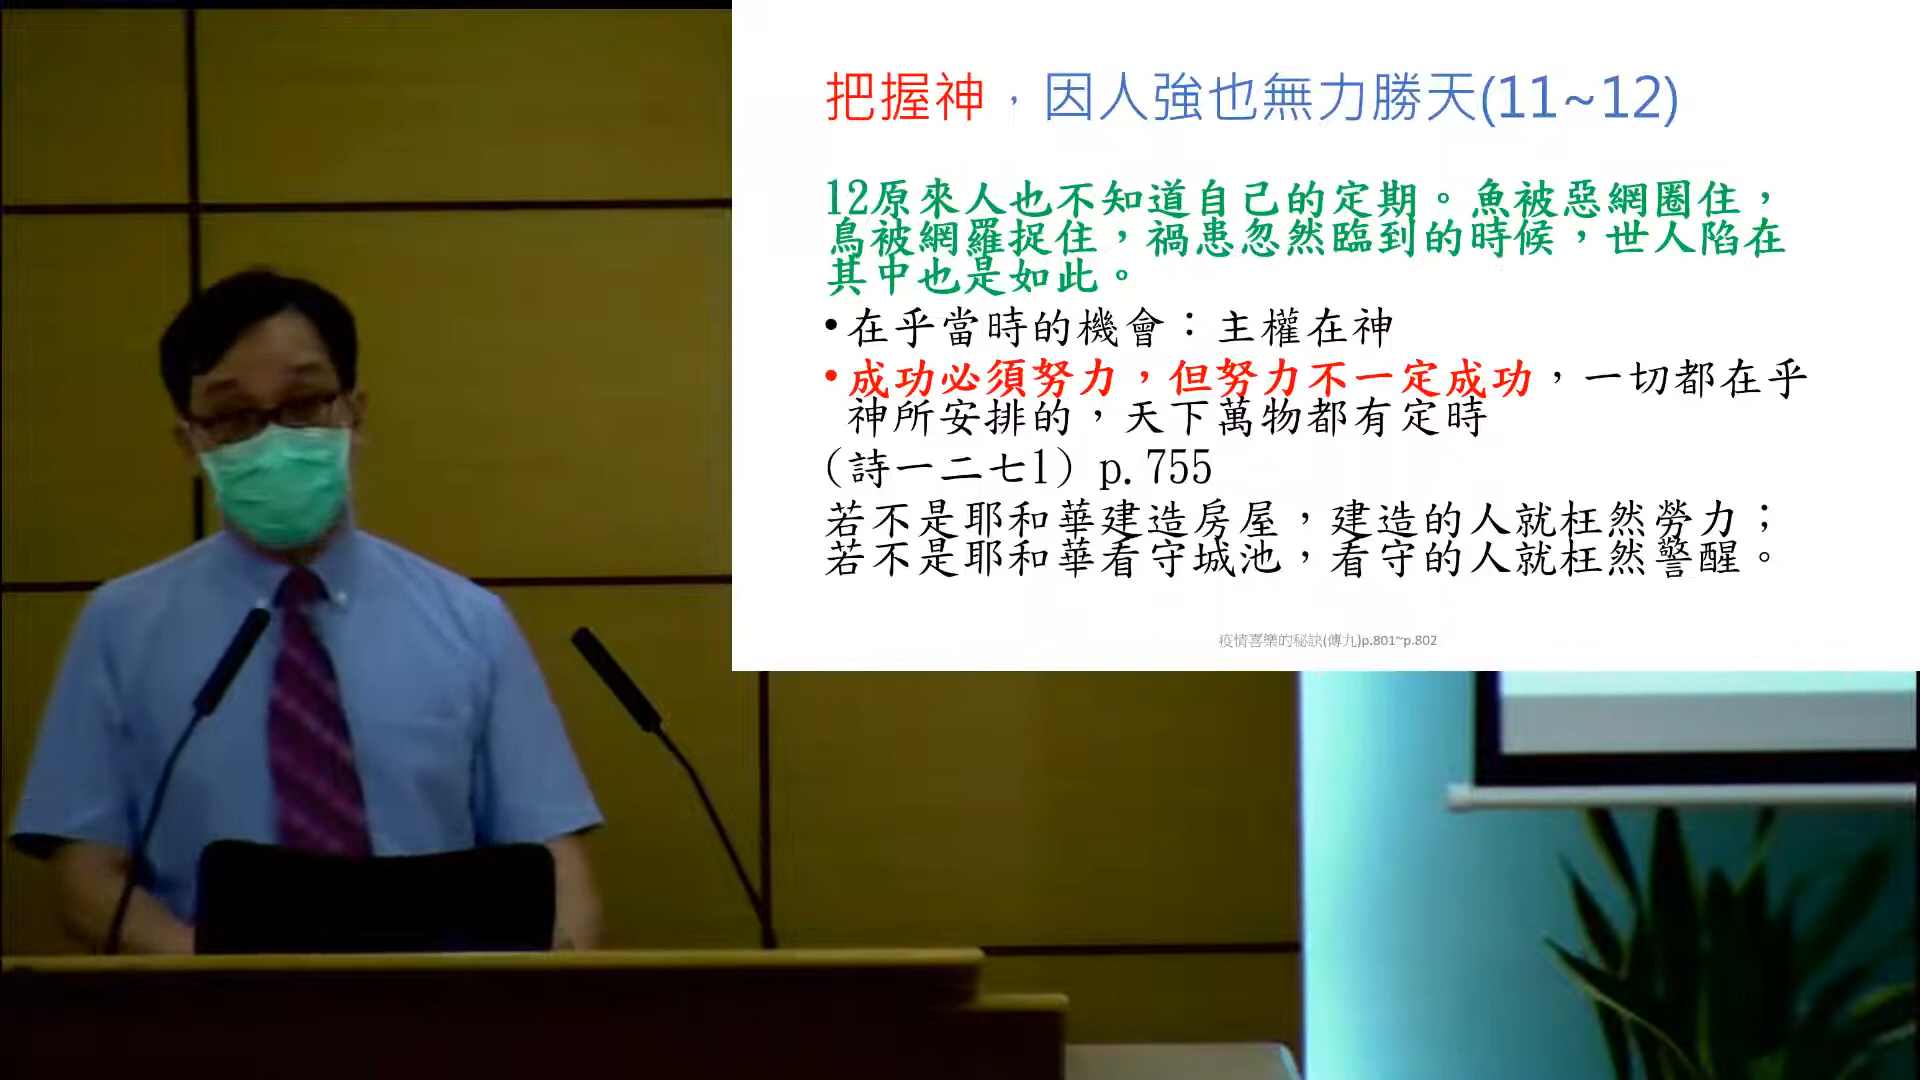 把握神，因人強也無力勝天(11~12)
12原來人也不知道自己的定期。魚被惡網圈住，
鳥被網羅捉住，禍患忽然臨到的時候，世人陷在
其中也是如此。
•在乎當時的機會：主權在神
•成功必須努力，但努力不一定成功，一切都在乎
神所安排的，天下萬物都有定時
(詩一二七1) p.755
若不是耶和華建造房屋，建造的人就枉然勞力；
若不是耶和華看守城池，看守的人就枉然警醒。
疫情喜樂的秘訣(傳九)p.801~p.802